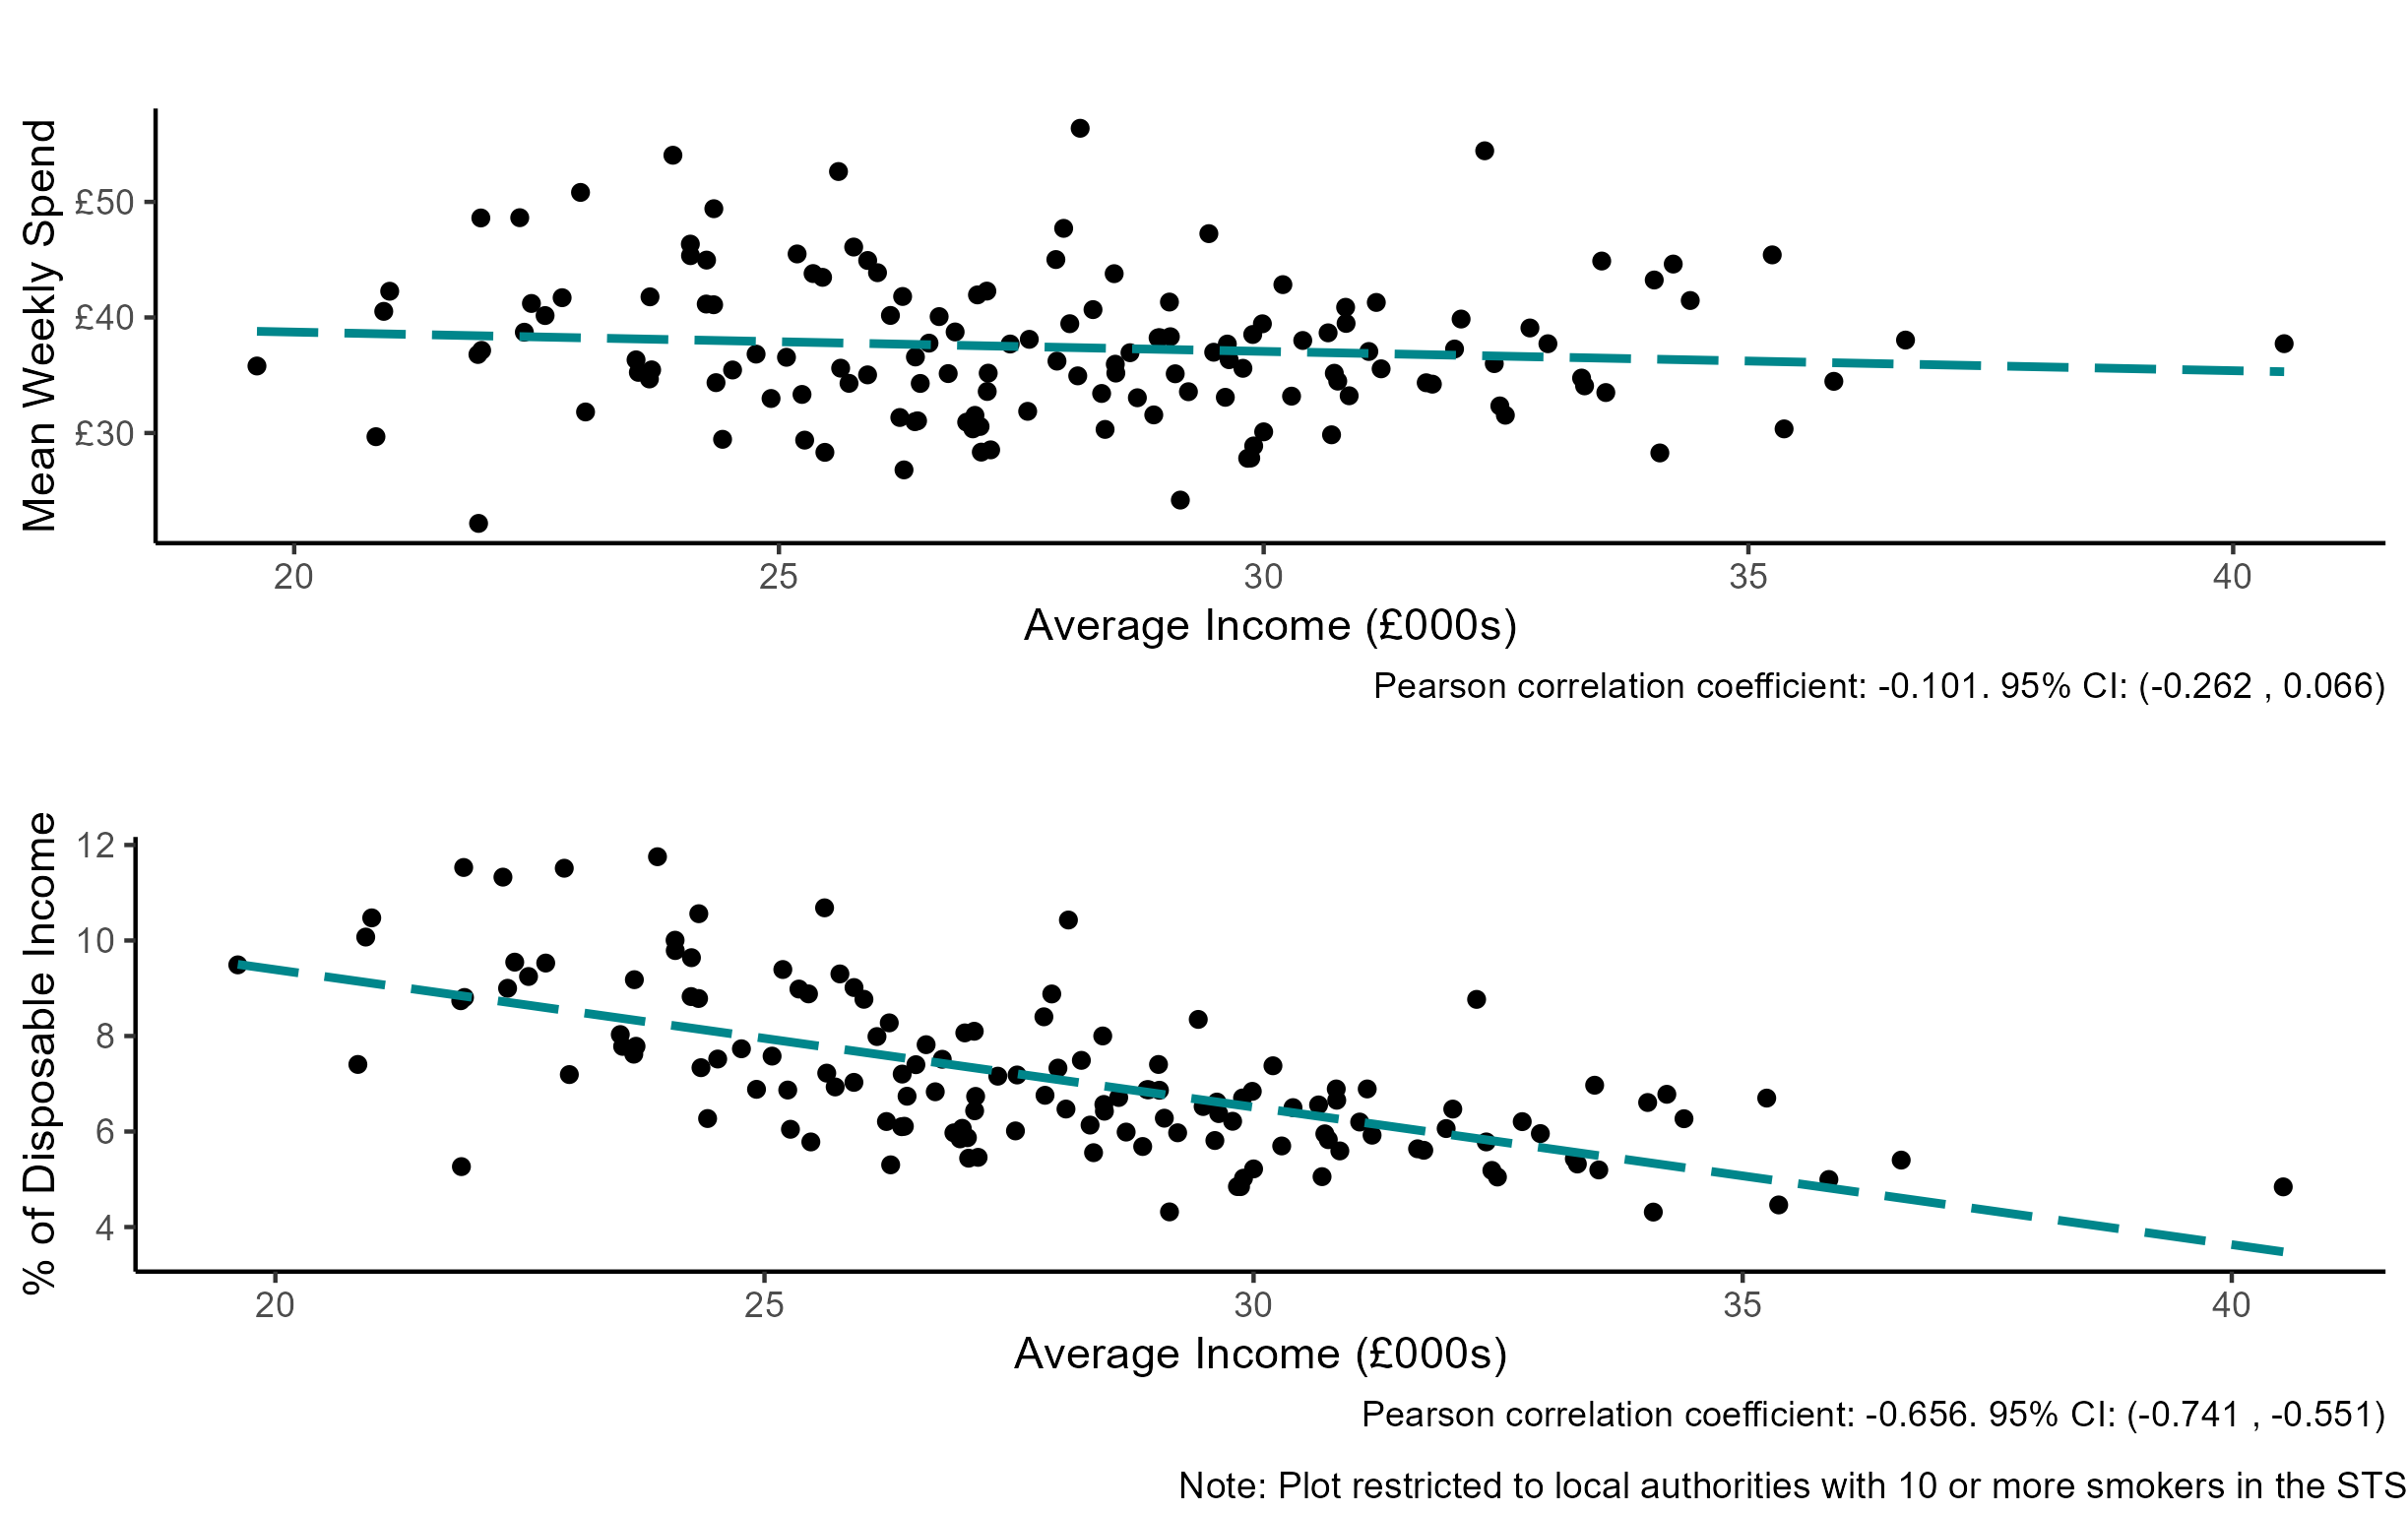 Mean Weekly Spend
£50
£40
£30
20 25 30 35 40
Average Income (£000s)
Pearson correlation coefficient: -0.101. 95% CI: (-0.262 , 0.066)
% of Disposable Income
12
10
8
6
4
20 25 30 35 40
Average Income (£000s)
Pearson correlation coefficient: -0.656. 95% CI: (-0.741 , -0.551)
Note: Plot restricted to local authorities with 10 or more smokers in the STS